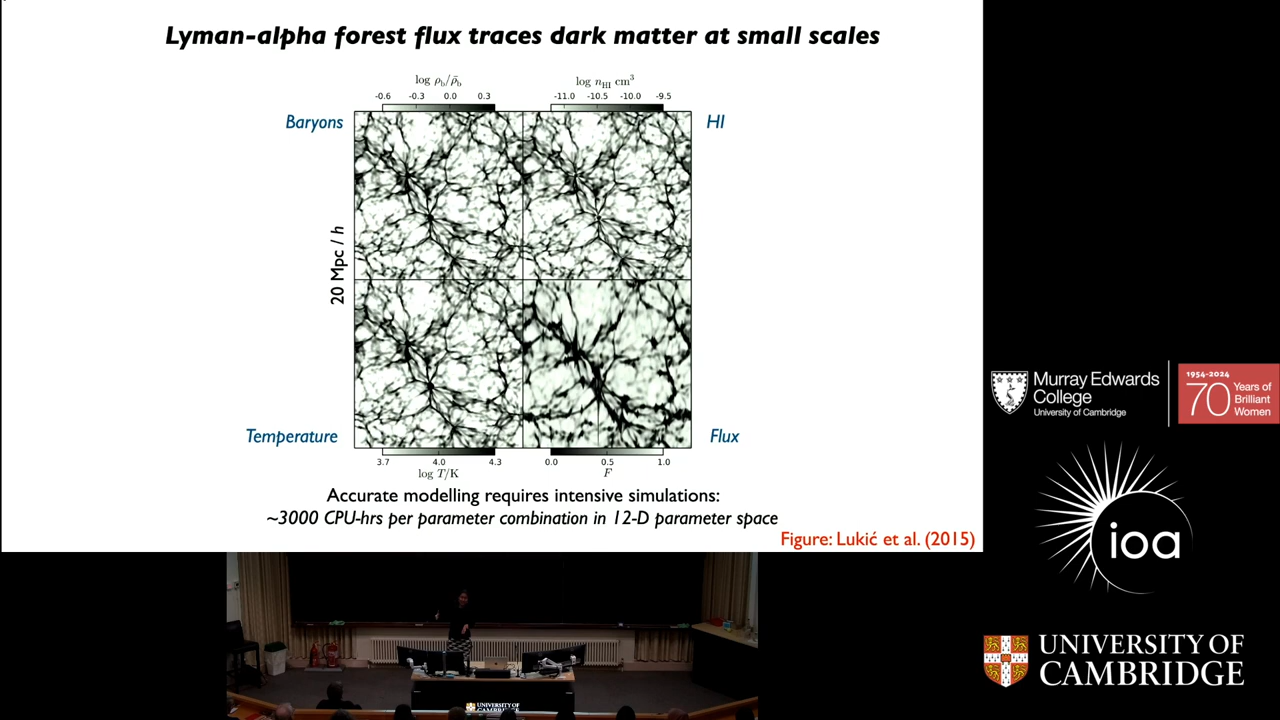 Lyman-alpha forest flux traces dark matter at small scales
log ρb/ρ̄b
log nHI cm³
-0.6 -0.3 0.0 0.3
-11.0 -10.5 -10.0 -9.5
Baryons
HI
20 Mpc / h
Temperature
Flux
3.7 4.0 4.3
0.0 0.5 1.0
log T/K
F
Accurate modelling requires intensive simulations:
~3000 CPU-hrs per parameter combination in 12-D parameter space
Figure: Lukić et al. (2015)
Murray Edwards
College
University of Cambridge
1954-2024
70 Years of
Brilliant
Women
ioa
UNIVERSITY OF
CAMBRIDGE
UNIVERSITY OF
CAMBRIDGE